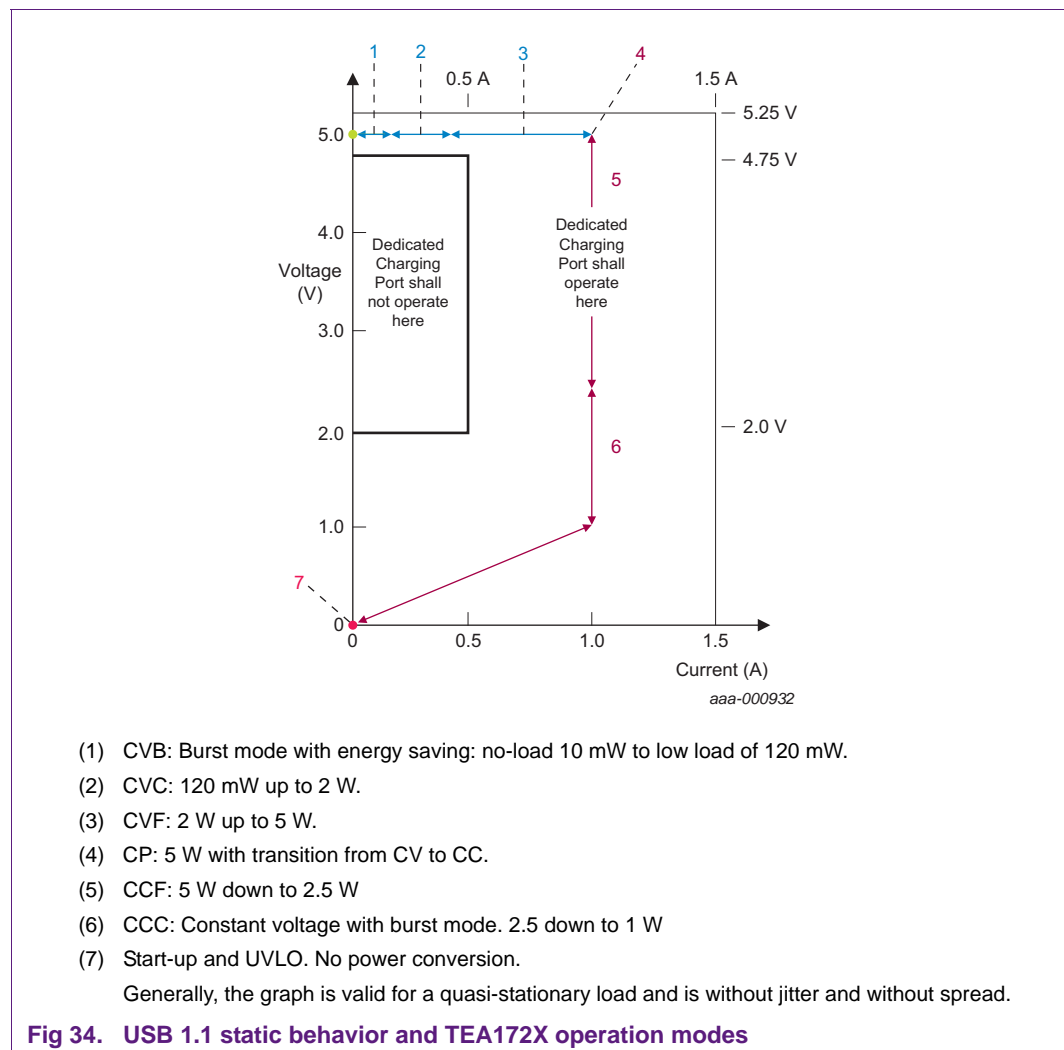 1
2
3
4
0.5 A
1.5 A
5.25 V
5.0
4.75 V
5
4.0
Dedicated
Charging
Port shall
not operate
here
Dedicated
Charging
Port shall
operate
here
Voltage
(V)
3.0
2.0
2.0 V
6
1.0
7
0
0
0.5
1.0
1.5
Current (A)
aaa-000932
(1) CVB: Burst mode with energy saving: no-load 10 mW to low load of 120 mW.
(2) CVC: 120 mW up to 2 W.
(3) CVF: 2 W up to 5 W.
(4) CP: 5 W with transition from CV to CC.
(5) CCF: 5 W down to 2.5 W
(6) CCC: Constant voltage with burst mode. 2.5 down to 1 W
(7) Start-up and UVLO. No power conversion.
Generally, the graph is valid for a quasi-stationary load and is without jitter and without spread.
Fig 34. USB 1.1 static behavior and TEA172X operation modes